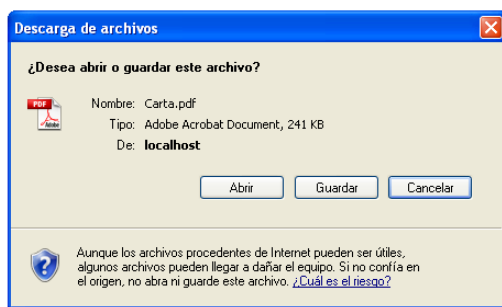 Descarga de archivos
¿Desea abrir o guardar este archivo?
PDF
Adobe
Nombre: Carta.pdf
Tipo: Adobe Acrobat Document, 241 KB
De: localhost
Abrir Guardar Cancelar
Aunque los archivos procedentes de Internet pueden ser útiles,
algunos archivos pueden llegar a dañar el equipo. Si no confía en
el origen, no abra ni guarde este archivo. ¿Cuál es el riesgo?